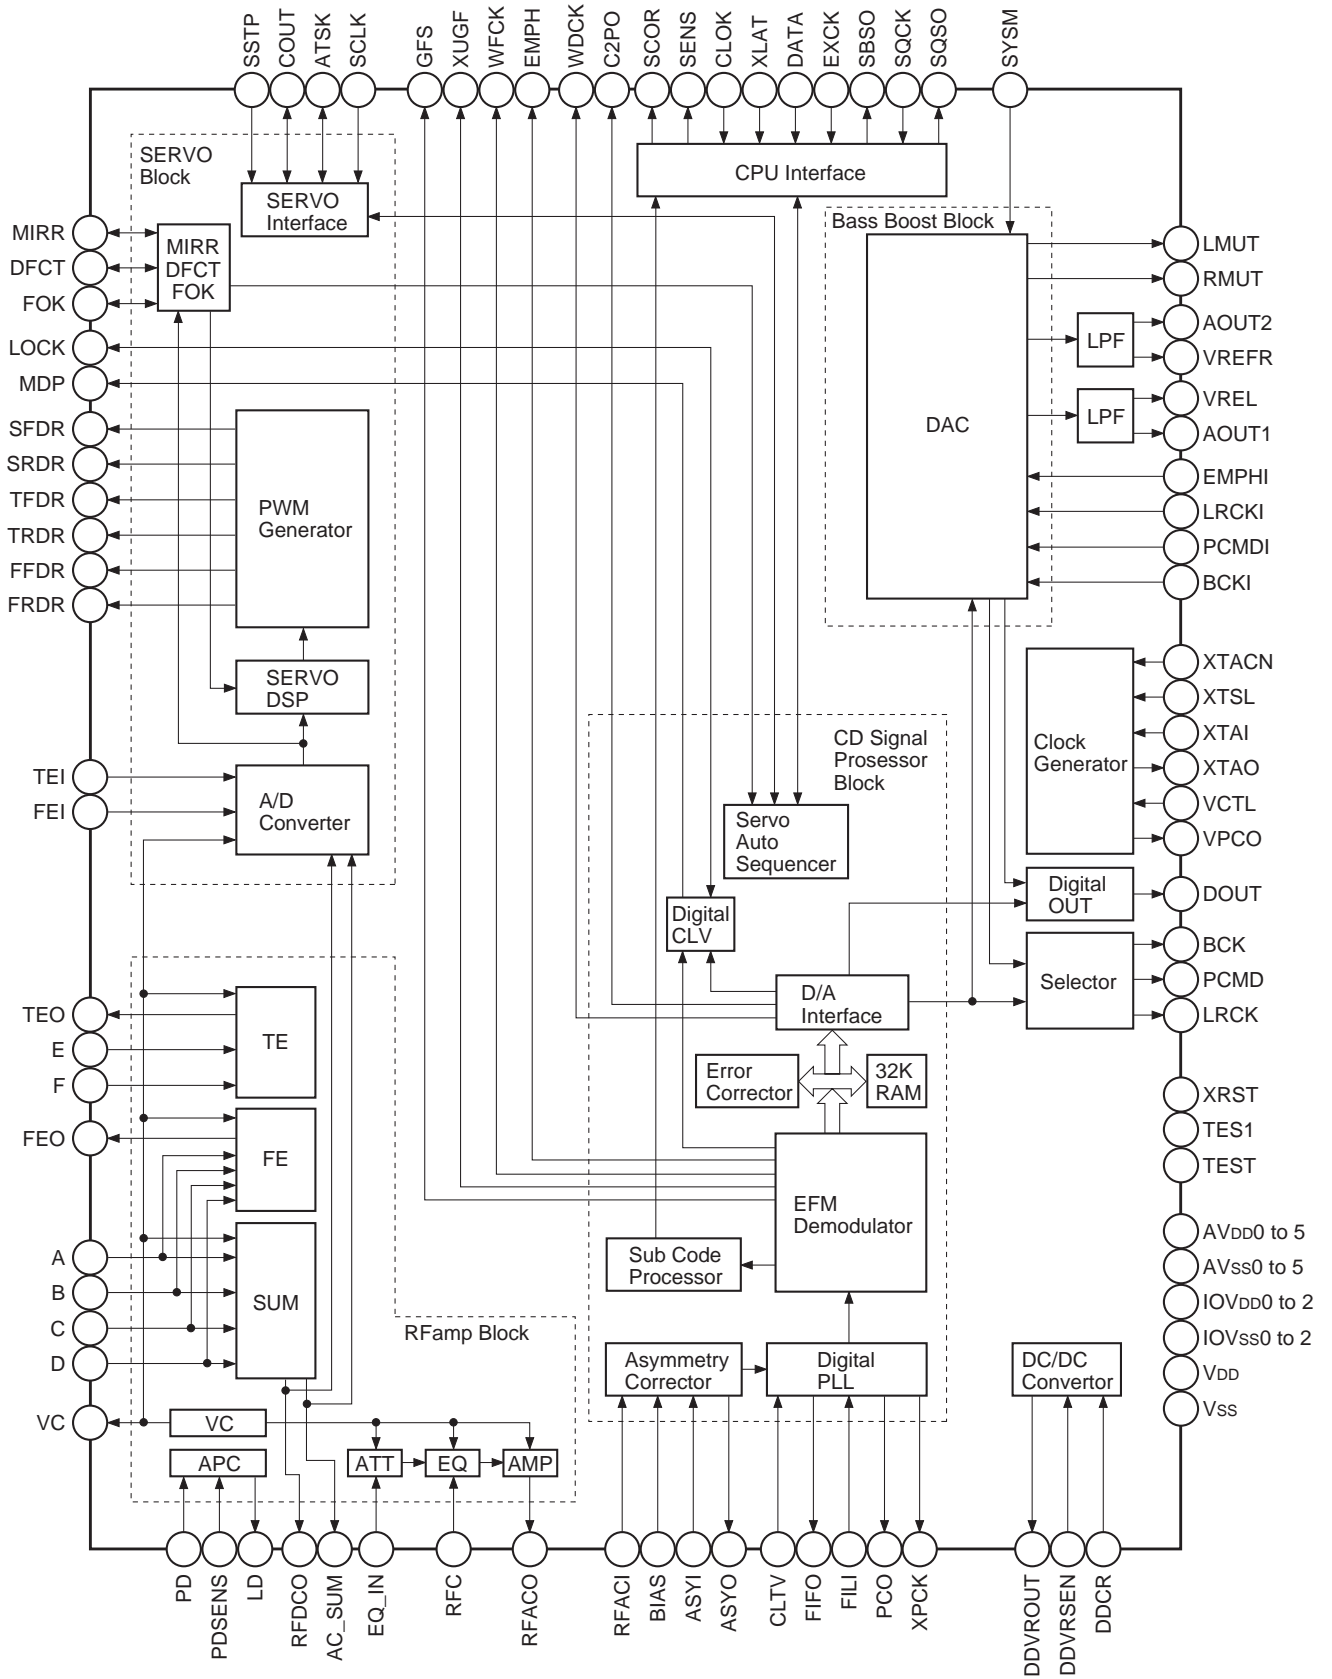 SSTP
COUT
ATSK
SCLK
GFS
XUGF
WFCK
EMPH
WDCK
C2PO
SCOR
SENS
CLOK
XLAT
DATA
EXCK
SBSO
SQCK
SQSO
SYSM
SERVO
Block
SERVO
Interface
CPU Interface
MIRR
DFCT
FOK
LOCK
MDP
SFDR
SRDR
TFDR
TRDR
FFDR
FRDR
MIRR
DFCT
FOK
PWM
Generator
SERVO
DSP
TEI
FEI
A/D
Converter
Bass Boost Block
DAC
LPF
LPF
LMUT
RMUT
AOUT2
VREFR
VREL
AOUT1
EMPHI
LRCKI
PCMDI
BCKI
CD Signal
Prosessor
Block
Servo
Auto
Sequencer
Digital
CLV
Clock
Generator
XTACN
XTSL
XTAI
XTAO
VCTL
VPCO
Digital
OUT
DOUT
Selector
BCK
PCMD
LRCK
D/A
Interface
Error
Corrector
32K
RAM
EFM
Demodulator
Sub Code
Processor
TEO
E
F
FEO
A
B
C
D
VC
TE
FE
SUM
RFamp Block
VC
APC
ATT
EQ
AMP
Asymmetry
Corrector
Digital
PLL
DC/DC
Convertor
XRST
TES1
TEST
AVDD0 to 5
AVSS0 to 5
IOVDD0 to 2
IOVSS0 to 2
VDD
VSS
PD
PDSENS
LD
RFDCO
AC_SUM
EQ_IN
RFC
RFACO
RFACI
BIAS
ASYI
ASYO
CLTV
FIFO
FILI
PCO
XPCK
DDVROUT
DDVRSEN
DDCR